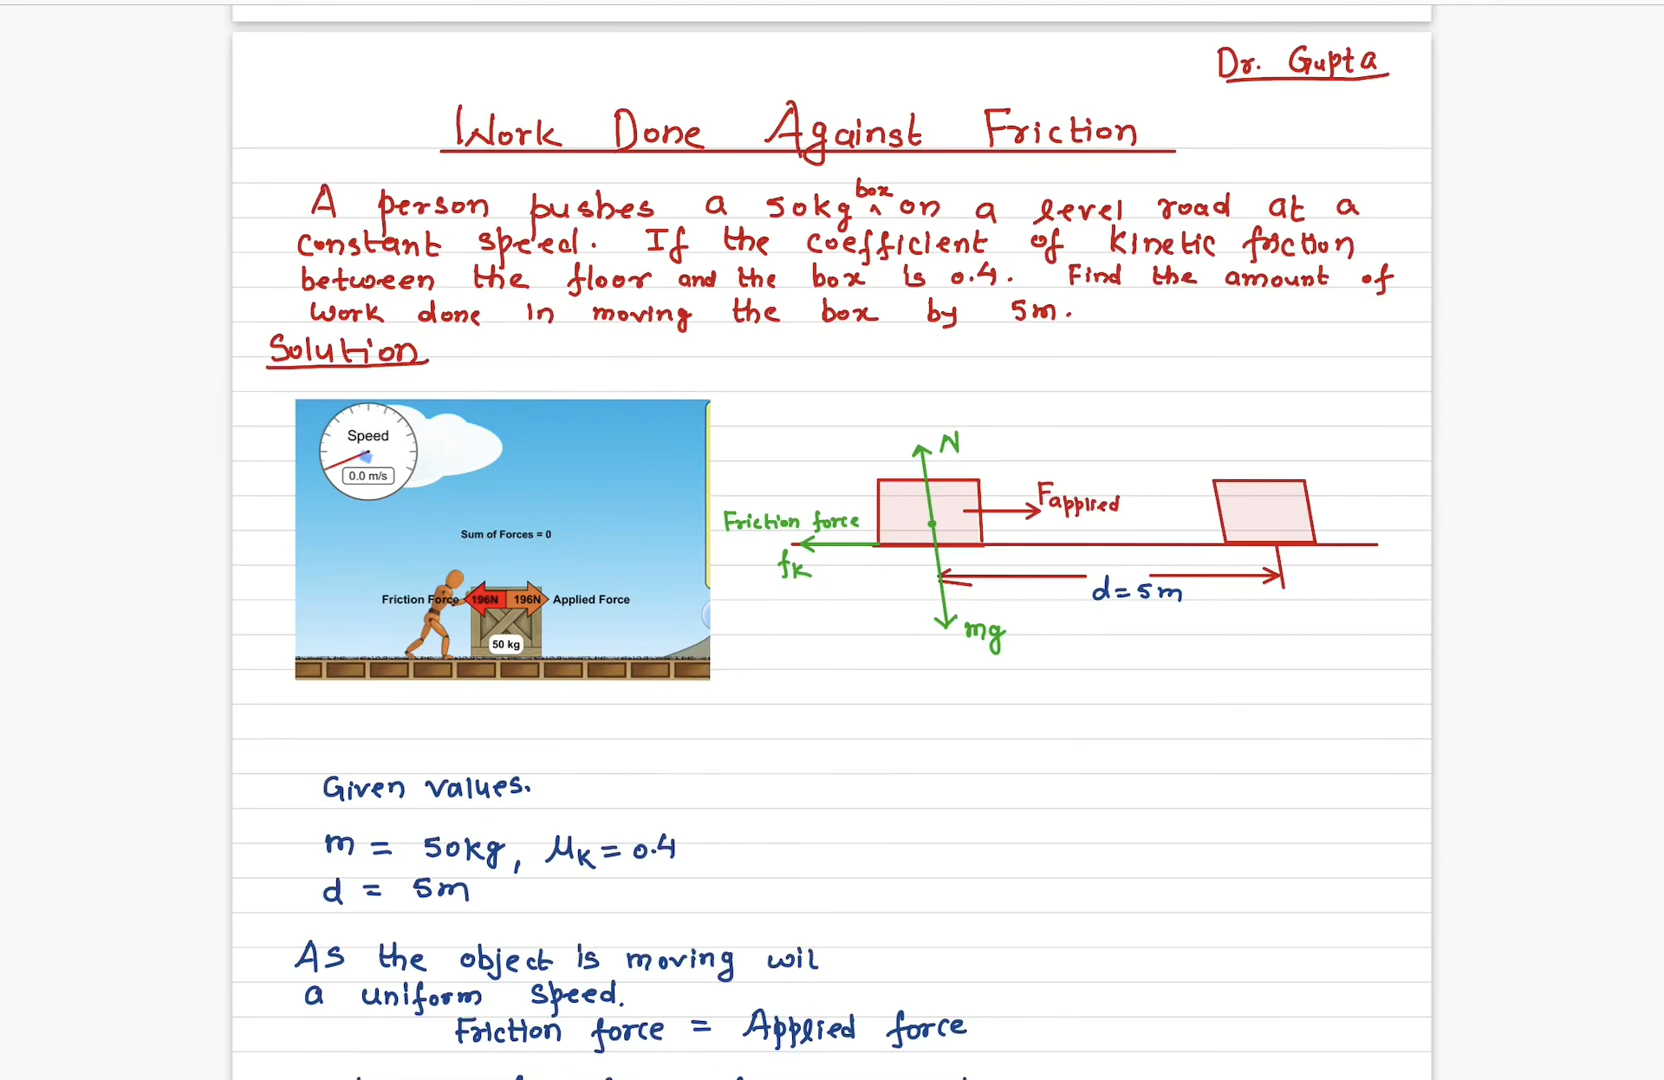 Dr. Gupta
Work Done Against Friction
A person pushes a 50kg box on a level road at a
constant speed. If the coefficient of kinetic friction
between the floor and the box is 0.4. Find the amount of
work done in moving the box by 5m.
Solution
Speed
0.0 m/s
Sum of Forces = 0
Friction Force 196N 196N Applied Force
50 kg
N
Fapplied
Friction force
fK
d = 5m
mg
Given values.
m = 50kg, μK = 0.4
d = 5m
As the object is moving wil
a uniform speed.
Friction force = Applied force